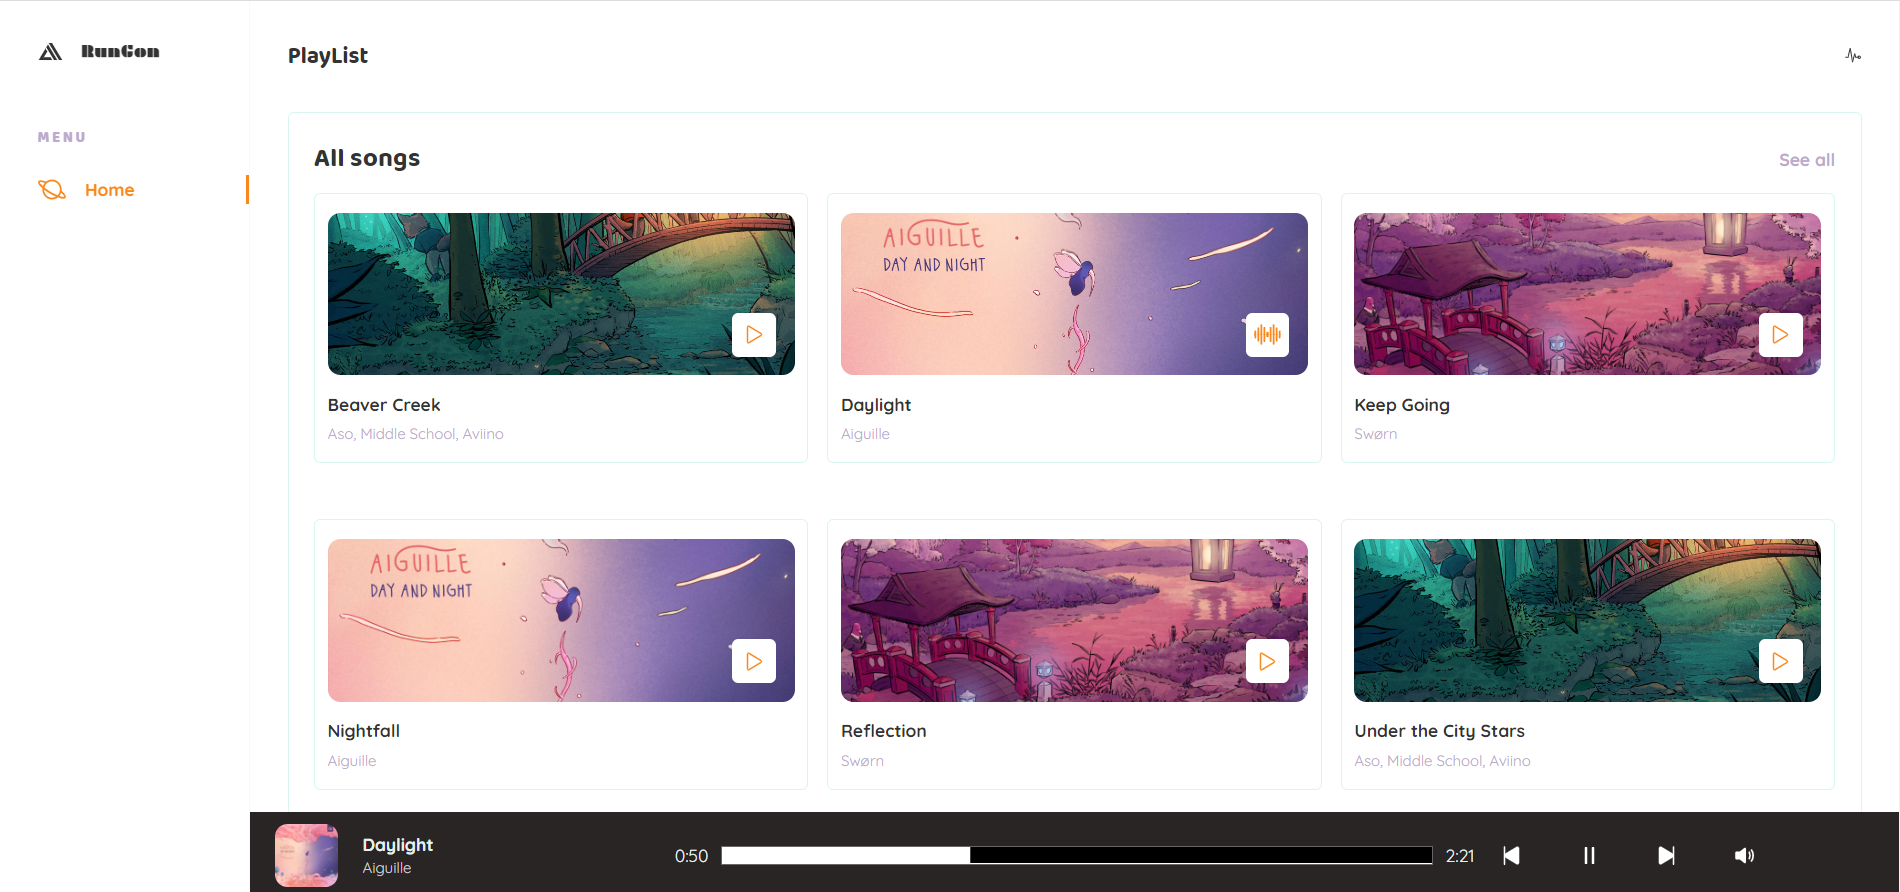 RunGon
PlayList
MENU
Home
All songs
See all
AIGUILLE
DAY AND NIGHT
Beaver Creek
Aso, Middle School, Aviino
Daylight
Aiguille
Keep Going
Swørn
AIGUILLE
DAY AND NIGHT
Nightfall
Aiguille
Reflection
Swørn
Under the City Stars
Aso, Middle School, Aviino
Daylight
Aiguille
0:50
2:21